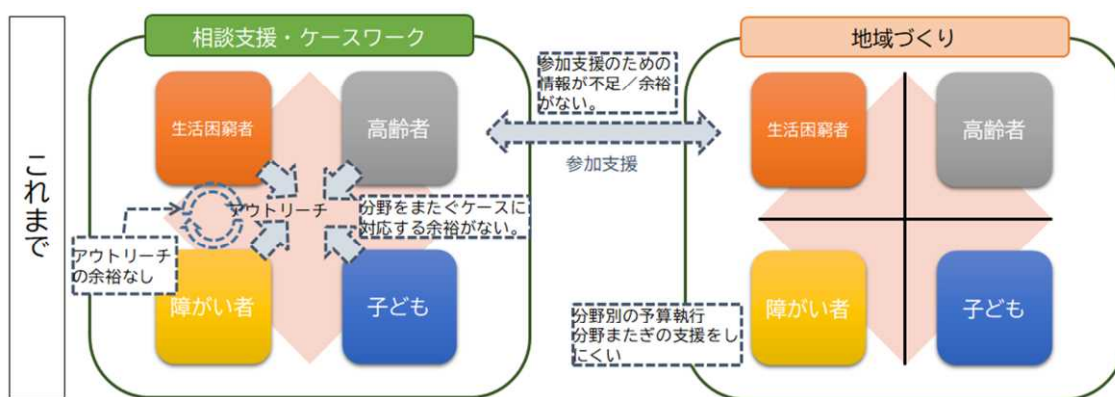 これまで
相談支援・ケースワーク
生活困窮者
高齢者
アウトリーチ
分野をまたぐケースに
対応する余裕がない。
アウトリーチ
の余裕なし
障がい者
子ども
参加支援のための
情報が不足／余裕
がない。
参加支援
地域づくり
生活困窮者
高齢者
分野別の予算執行
分野またぎの支援をし
にくい
障がい者
子ども